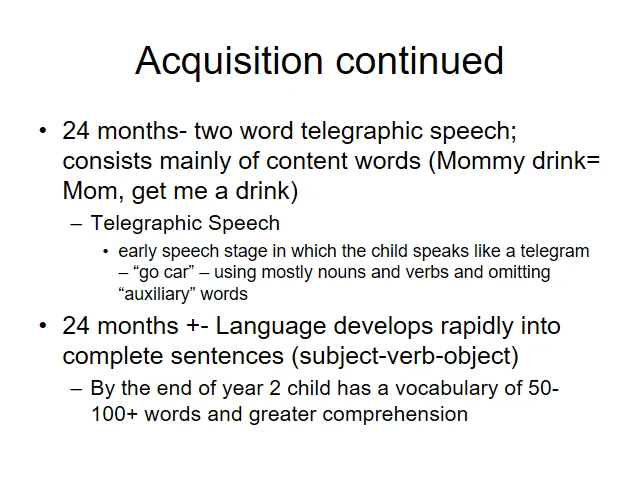 Acquisition continued
• 24 months- two word telegraphic speech;
consists mainly of content words (Mommy drink=
Mom, get me a drink)
– Telegraphic Speech
• early speech stage in which the child speaks like a telegram
– “go car” – using mostly nouns and verbs and omitting
“auxiliary” words
• 24 months +- Language develops rapidly into
complete sentences (subject-verb-object)
– By the end of year 2 child has a vocabulary of 50-
100+ words and greater comprehension